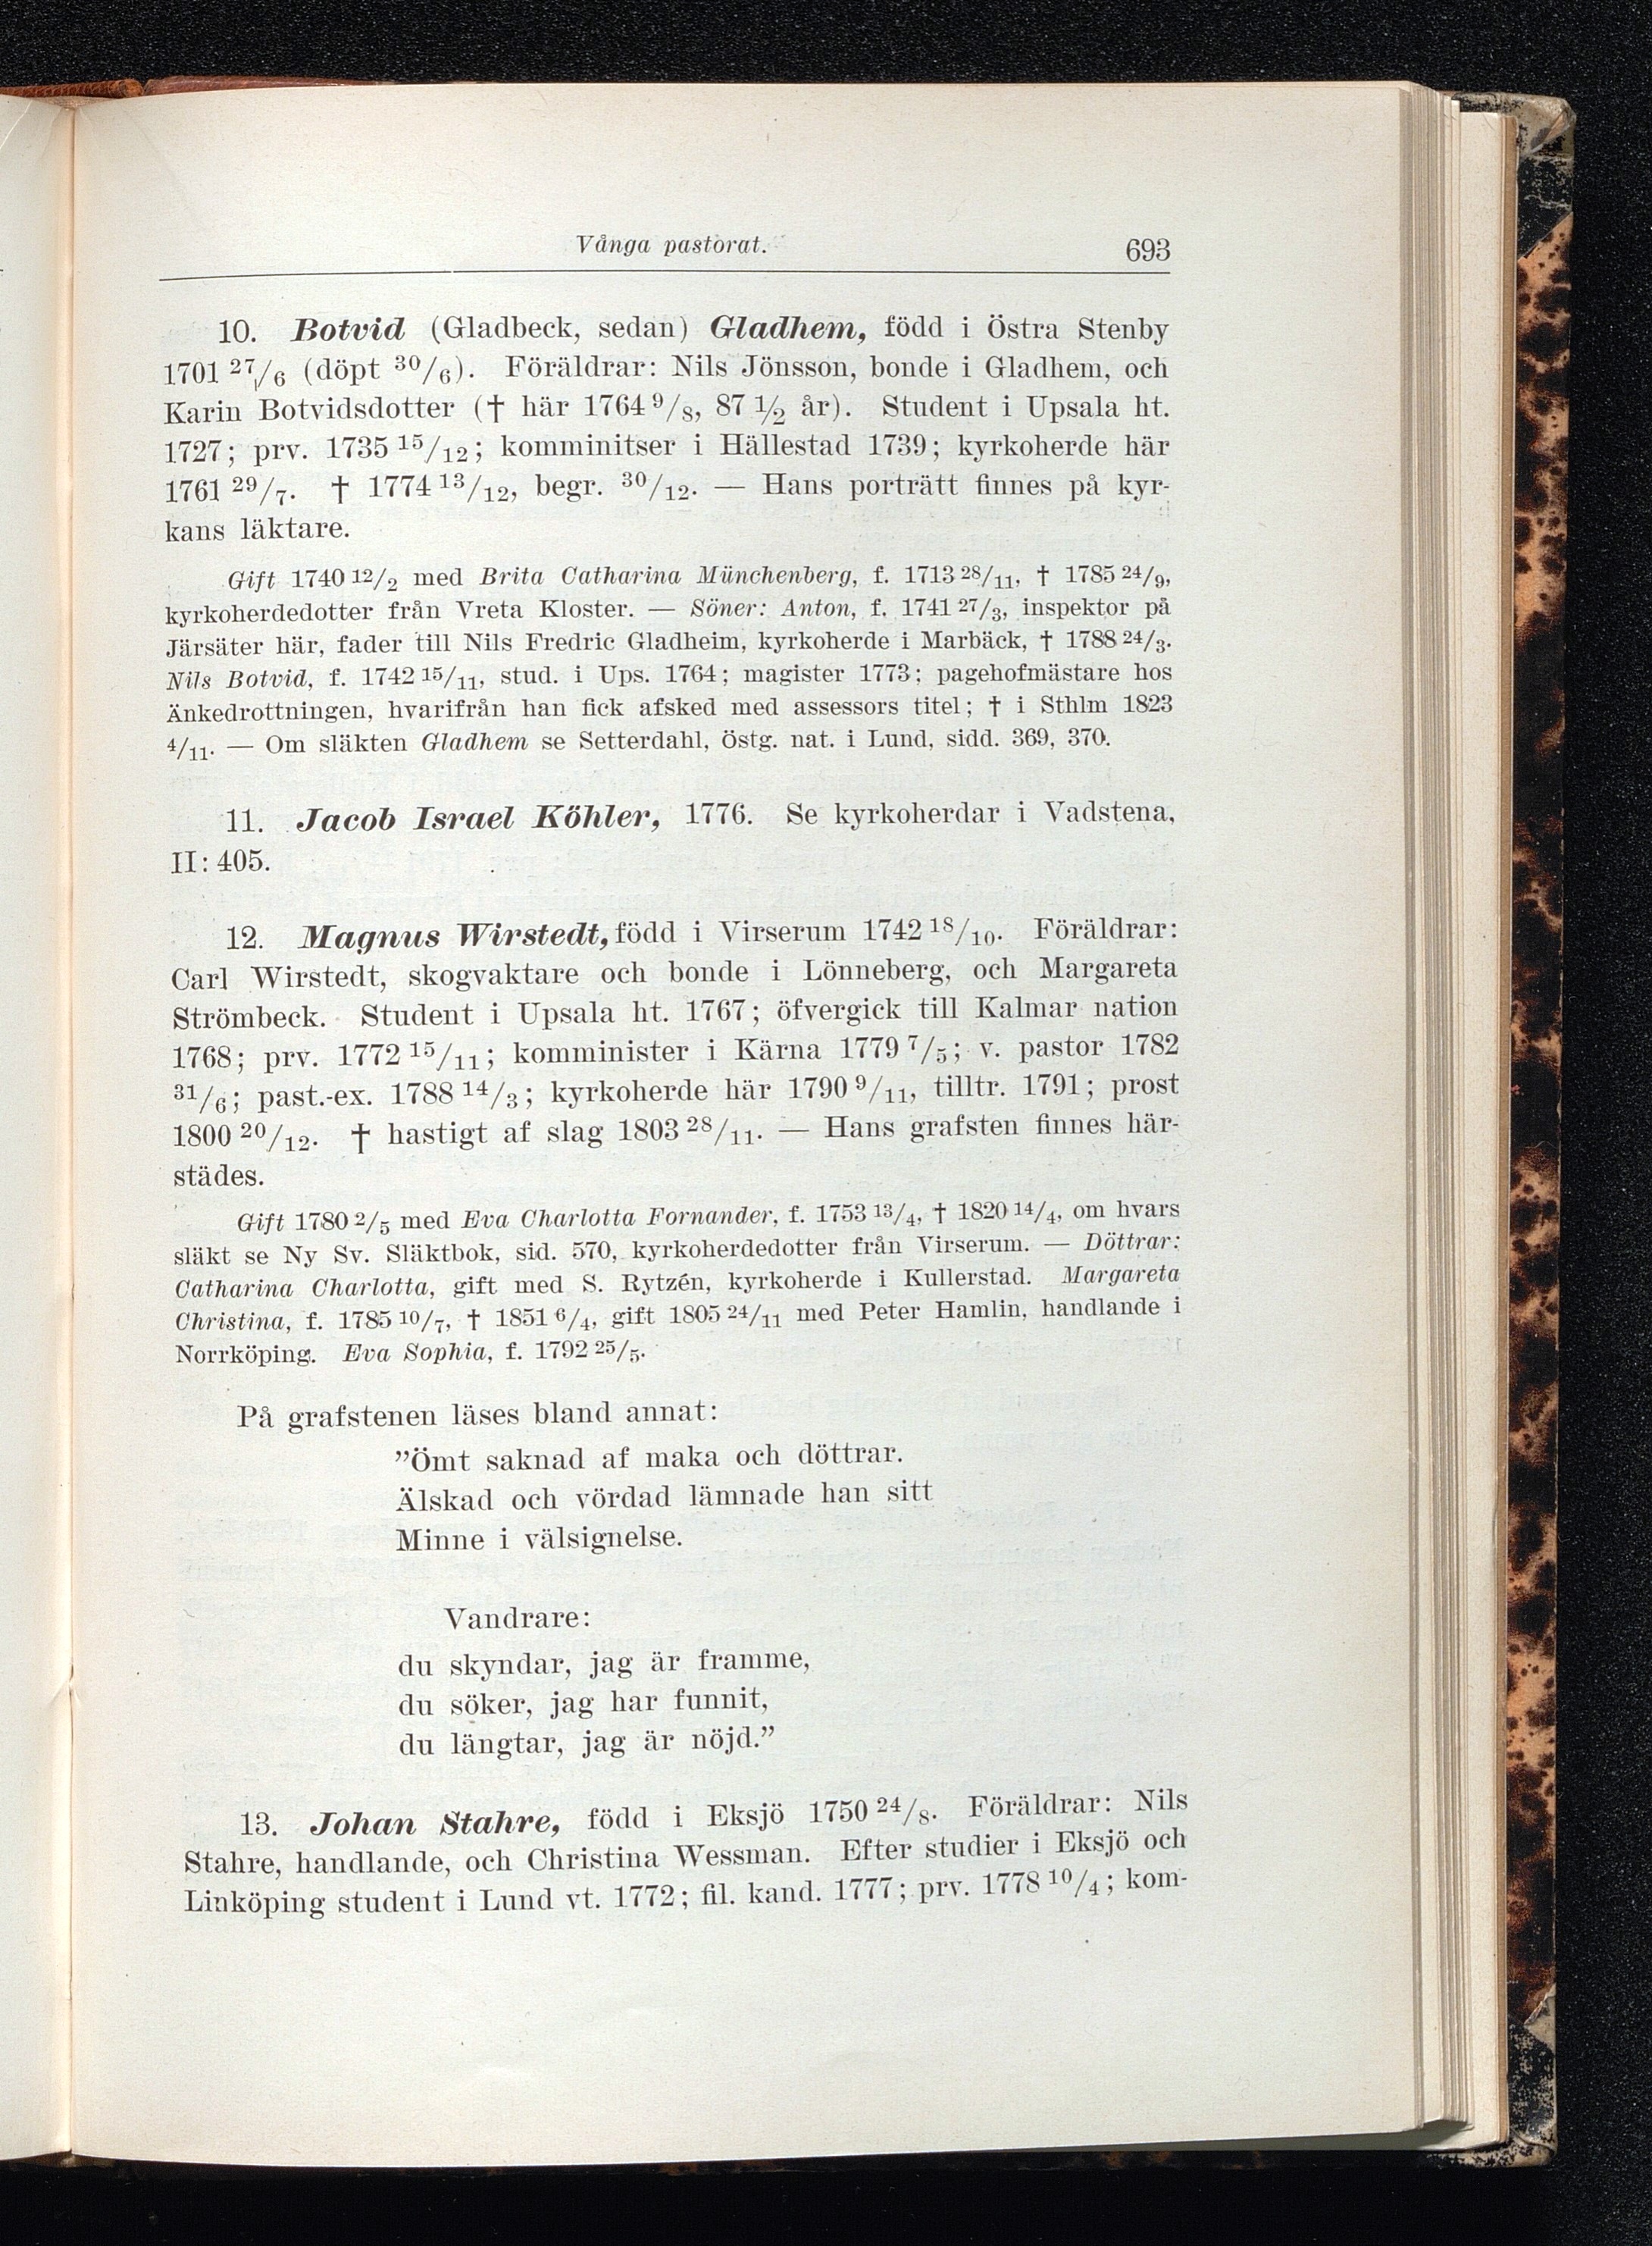 Vånga pastorat. 693
10. Botvid (Gladbeck, sedan) Gladhem, född i Östra Stenby
1701 27/6 (döpt 30/6). Föräldrar: Nils Jönsson, bonde i Gladhem, och
Karin Botvidsdotter († här 1764 9/8, 87 1/2 år). Student i Upsala ht.
1727; prv. 1735 15/12; komminitser i Hällestad 1739; kyrkoherde här
1761 29/7. † 1774 13/12, begr. 30/12. — Hans porträtt finnes på kyr-
kans läktare.
Gift 1740 12/2 med Brita Catharina Münchenberg, f. 1713 28/11, † 1785 24/9,
kyrkoherdedotter från Vreta Kloster. — Söner: Anton, f. 1741 27/3, inspektor på
Järsäter här, fader till Nils Fredric Gladheim, kyrkoherde i Marbäck, † 1788 24/3.
Nils Botvid, f. 1742 15/11, stud. i Ups. 1764; magister 1773; pagehofmästare hos
Änkedrottningen, hvarifrån han fick afsked med assessors titel; † i Sthlm 1823
4/11. — Om släkten Gladhem se Setterdahl, Östg. nat. i Lund, sidd. 369, 370.
11. Jacob Israel Köhler, 1776. Se kyrkoherdar i Vadstena,
II: 405.
12. Magnus Wirstedt, född i Virserum 1742 18/10. Föräldrar:
Carl Wirstedt, skogvaktare och bonde i Lönneberg, och Margareta
Strömbeck. Student i Upsala ht. 1767; öfvergick till Kalmar nation
1768; prv. 1772 15/11; komminister i Kärna 1779 7/5; v. pastor 1782
31/6; past.-ex. 1788 14/3; kyrkoherde här 1790 9/11, tilltr. 1791; prost
1800 20/12. † hastigt af slag 1803 28/11. — Hans grafsten finnes här-
städes.
Gift 1780 2/5 med Eva Charlotta Fornander, f. 1753 13/4, † 1820 14/4, om hvars
släkt se Ny Sv. Släktbok, sid. 570, kyrkoherdedotter från Virserum. — Döttrar:
Catharina Charlotta, gift med S. Rytzén, kyrkoherde i Kullerstad. Margareta
Christina, f. 1785 10/7, † 1851 6/4, gift 1805 24/11 med Peter Hamlin, handlande i
Norrköping. Eva Sophia, f. 1792 25/5.
På grafstenen läses bland annat:
”Ömt saknad af maka och döttrar.
Älskad och vördad lämnade han sitt
Minne i välsignelse.
Vandrare:
du skyndar, jag är framme,
du söker, jag har funnit,
du längtar, jag är nöjd.”
13. Johan Stahre, född i Eksjö 1750 24/8. Föräldrar: Nils
Stahre, handlande, och Christina Wessman. Efter studier i Eksjö och
Linköping student i Lund vt. 1772; fil. kand. 1777; prv. 1778 10/4; kom-